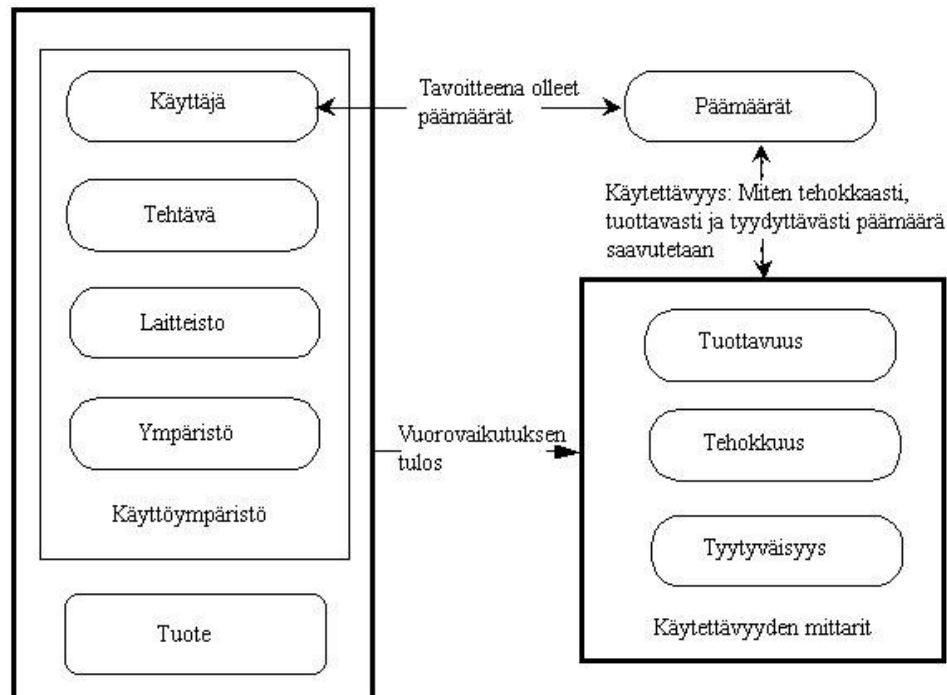 Käyttäjä
Tehtävä
Laitteisto
Ympäristö
Käyttöympäristö
Tuote
Tavoitteena olleet
päämäärät
Päämäärät
Käytettävyys: Miten tehokkaasti,
tuottavasti ja tyydyttävästi päämäärä
saavutetaan
Vuorovaikutuksen
tulos
Tuottavuus
Tehokkuus
Tyytyväisyys
Käytettävyyden mittarit